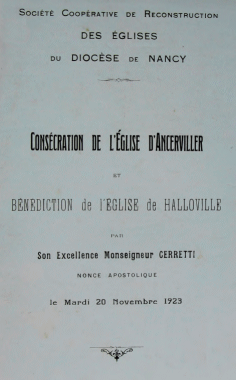 Société Coopérative de Reconstruction
DES ÉGLISES
DU DIOCÈSE DE NANCY
CONSÉCRATION DE L'ÉGLISE D'ANCERVILLER
ET
BENEDICTION de l'EGLISE de HALLOVILLE
PAR
Son Excellence Monseigneur CERRETTI
NONCE APOSTOLIQUE
le Mardi 20 Novembre 1923